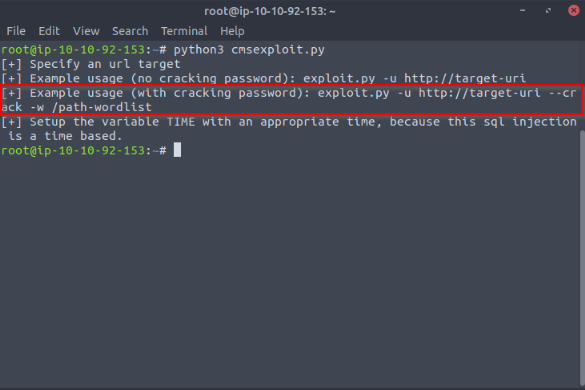 root@ip-10-10-92-153: ~
File Edit View Search Terminal Help
root@ip-10-10-92-153:~# python3 cmsexploit.py
[+] Specify an url target
[+] Example usage (no cracking password): exploit.py -u http://target-uri
[+] Example usage (with cracking password): exploit.py -u http://target-uri --cr
ack -w /path-wordlist
[+] Setup the variable TIME with an appropriate time, because this sql injection
 is a time based.
root@ip-10-10-92-153:~#